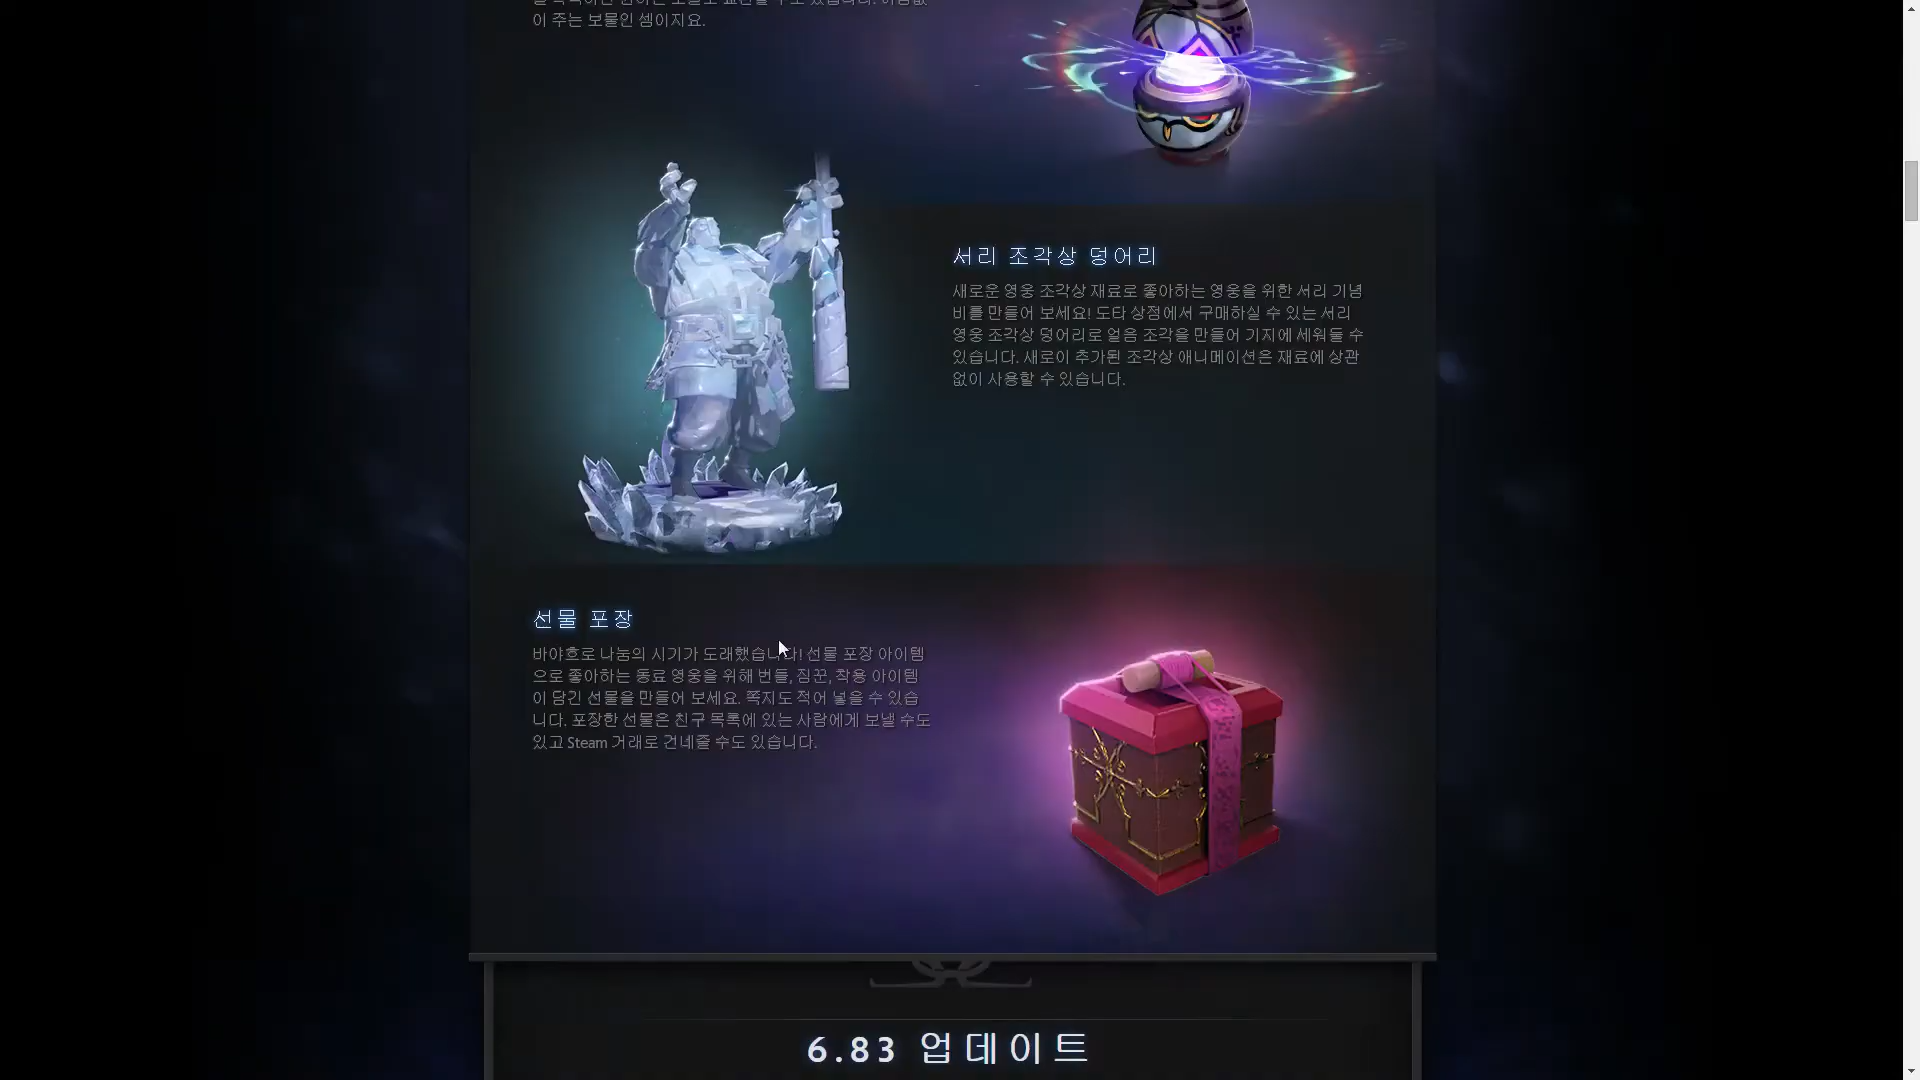 이 주는 보물인 셈이지요.
서리 조각상 덩어리
새로운 영웅 조각상 재료로 좋아하는 영웅을 위한 서리 기념
비를 만들어 보세요! 도타 상점에서 구매하실 수 있는 서리
영웅 조각상 덩어리로 얼음 조각을 만들어 기지에 세워둘 수
있습니다. 새로이 추가된 조각상 애니메이션은 재료에 상관
없이 사용할 수 있습니다.
선물 포장
바야흐로 나눔의 시기가 도래했습니다! 선물 포장 아이템
으로 좋아하는 동료 영웅을 위해 번들, 짐꾼, 착용 아이템
이 담긴 선물을 만들어 보세요. 쪽지도 적어 넣을 수 있습
니다. 포장한 선물은 친구 목록에 있는 사람에게 보낼 수도
있고 Steam 거래로 건네줄 수도 있습니다.
6.83 업데이트